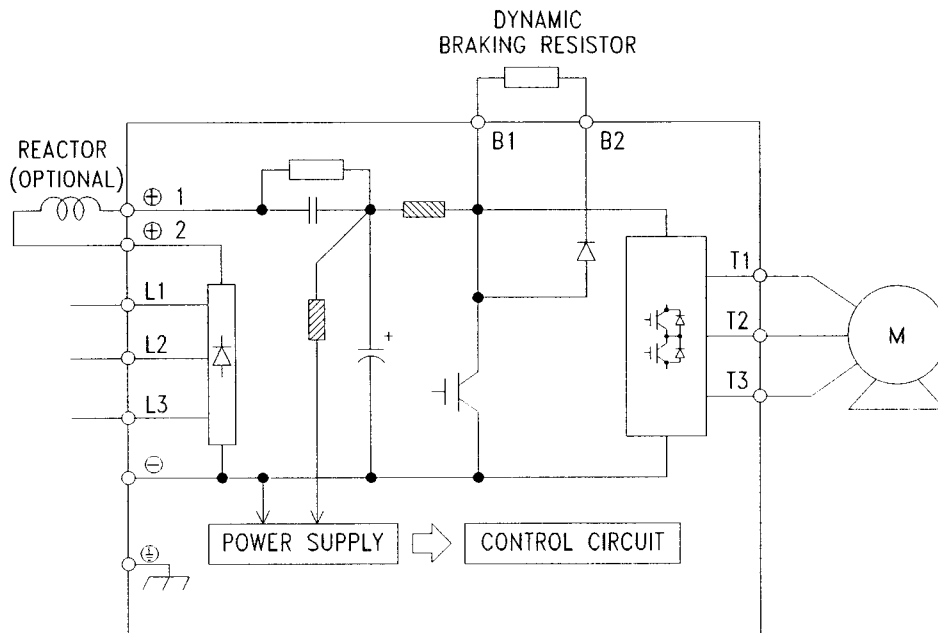 DYNAMIC
BRAKING RESISTOR
B1
B2
REACTOR
(OPTIONAL)
⊕ 1
⊕ 2
L1
L2
L3
⊖
+
T1
T2
T3
M
POWER SUPPLY
CONTROL CIRCUIT